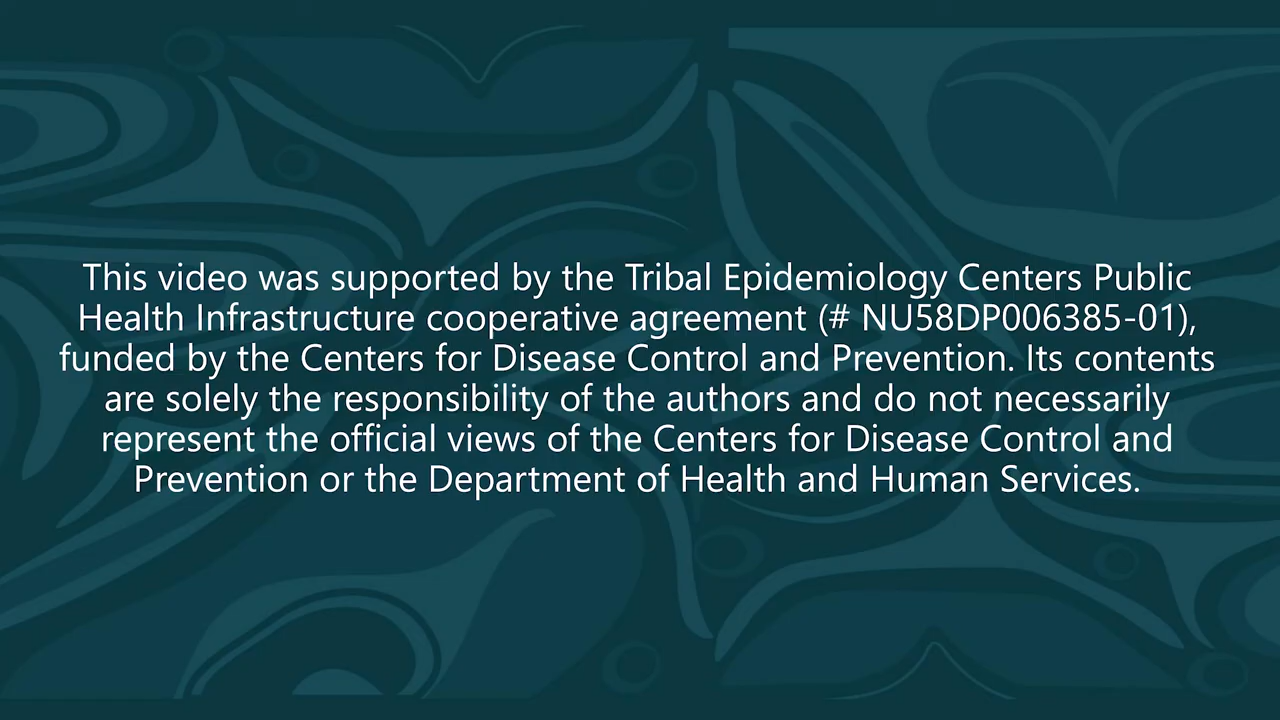 This video was supported by the Tribal Epidemiology Centers Public
Health Infrastructure cooperative agreement (# NU58DP006385-01),
funded by the Centers for Disease Control and Prevention. Its contents
are solely the responsibility of the authors and do not necessarily
represent the official views of the Centers for Disease Control and
Prevention or the Department of Health and Human Services.